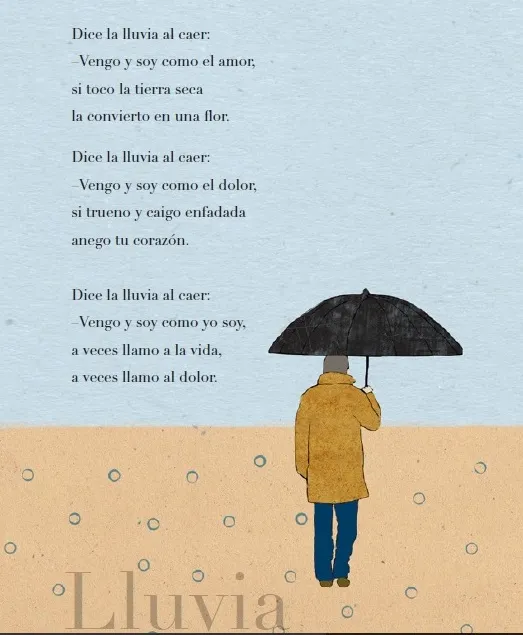 Dice la lluvia al caer:
–Vengo y soy como el amor,
si toco la tierra seca
la convierto en una flor.
Dice la lluvia al caer:
–Vengo y soy como el dolor,
si trueno y caigo enfadada
anego tu corazón.
Dice la lluvia al caer:
–Vengo y soy como yo soy,
a veces llamo a la vida,
a veces llamo al dolor.
Lluvia